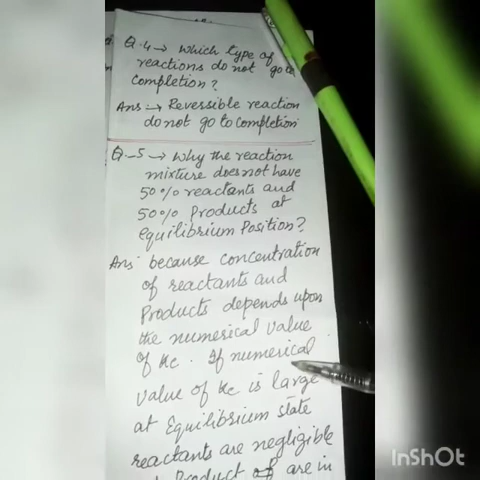 Q.4 → Which type of
reactions do not go to
completion?
Ans :→ Reverssible reaction
do not go to completion
Q.5 → Why the reaction
mixture does not have
50% reactants and
50% Products at
equilibrium Position?
Ans because concentration
of reactants and
Products depends upon
the numerical value
of Kc. If numerical
value of Kc is large
at Equilibrium state
reactants are negligible
Product are in
InShOt